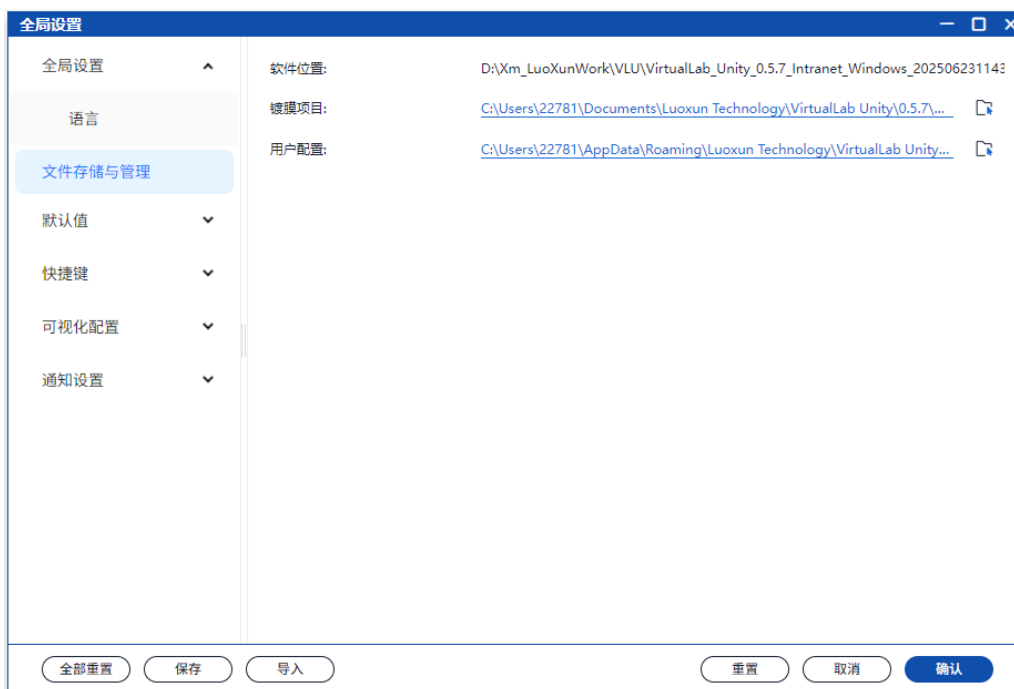 全局设置
全局设置
语言
文件存储与管理
默认值
快捷键
可视化配置
通知设置
软件位置: D:\Xm_LuoXunWork\VLU\VirtualLab_Unity_0.5.7_Intranet_Windows_202506231143
镀膜项目: C:\Users\22781\Documents\Luoxun Technology\VirtualLab Unity\0.5.7\...
用户配置: C:\Users\22781\AppData\Roaming\Luoxun Technology\VirtualLab Unity...
全部重置 保存 导入 重置 取消 确认